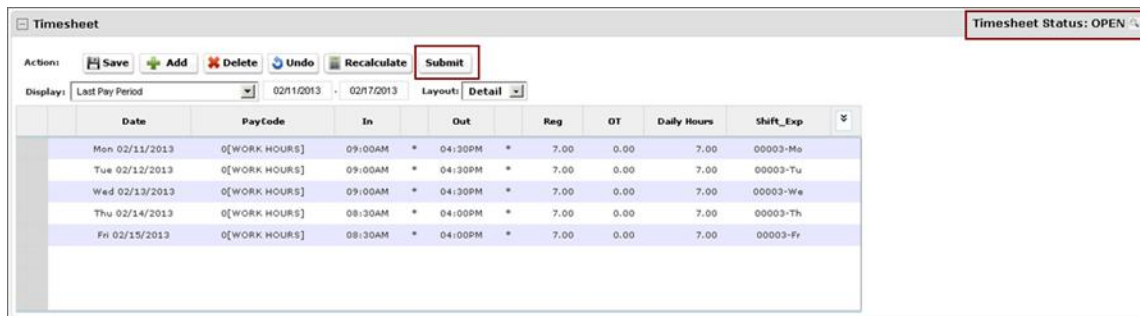 Timesheet Timesheet Status: OPEN
Action: Save Add Delete Undo Recalculate Submit
Display: Last Pay Period 02/11/2013 - 02/17/2013 Layout: Detail
Date PayCode In Out Reg OT Daily Hours Shift_Exp
Mon 02/11/2013 0[WORK HOURS] 09:00AM * 04:30PM * 7.00 0.00 7.00 00003-Mo
Tue 02/12/2013 0[WORK HOURS] 09:00AM * 04:30PM * 7.00 0.00 7.00 00003-Tu
Wed 02/13/2013 0[WORK HOURS] 09:00AM * 04:30PM * 7.00 0.00 7.00 00003-We
Thu 02/14/2013 0[WORK HOURS] 08:30AM * 04:00PM * 7.00 0.00 7.00 00003-Th
Fri 02/15/2013 0[WORK HOURS] 08:30AM * 04:00PM * 7.00 0.00 7.00 00003-Fr